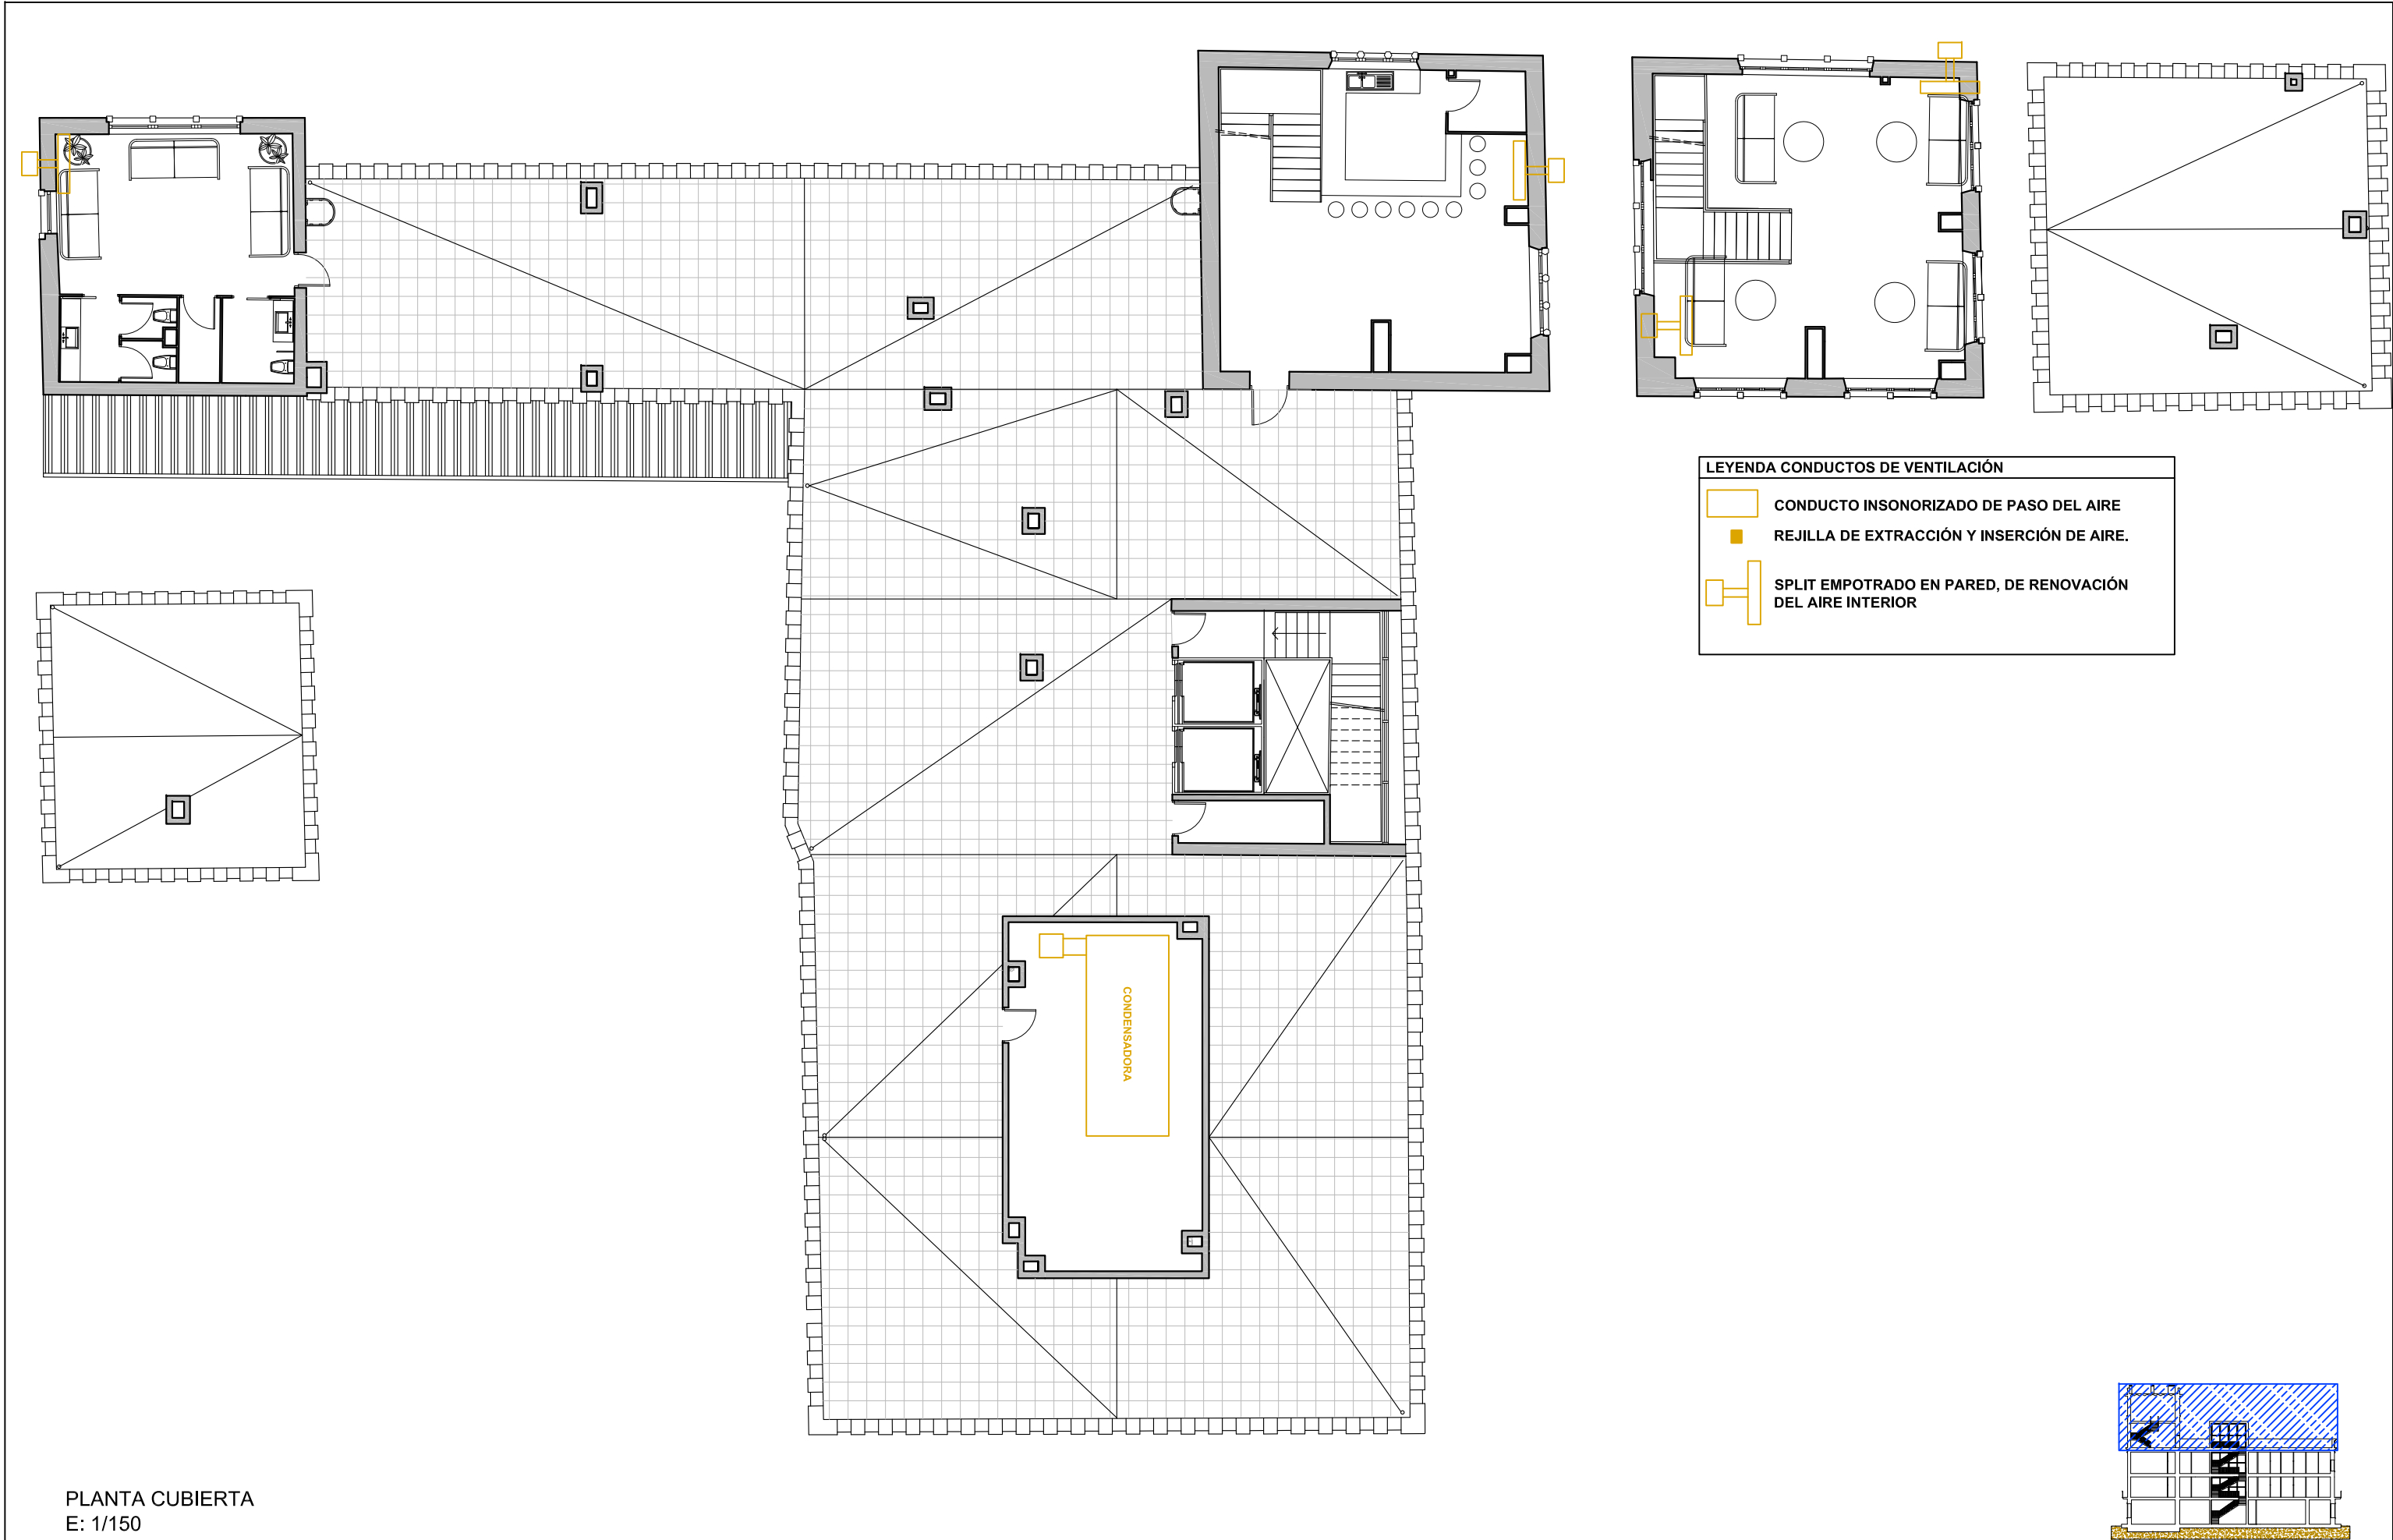 LEYENDA CONDUCTOS DE VENTILACIÓN
CONDUCTO INSONORIZADO DE PASO DEL AIRE
REJILLA DE EXTRACCIÓN Y INSERCIÓN DE AIRE.
SPLIT EMPOTRADO EN PARED, DE RENOVACIÓN
DEL AIRE INTERIOR
CONDENSADORA
PLANTA CUBIERTA
E: 1/150